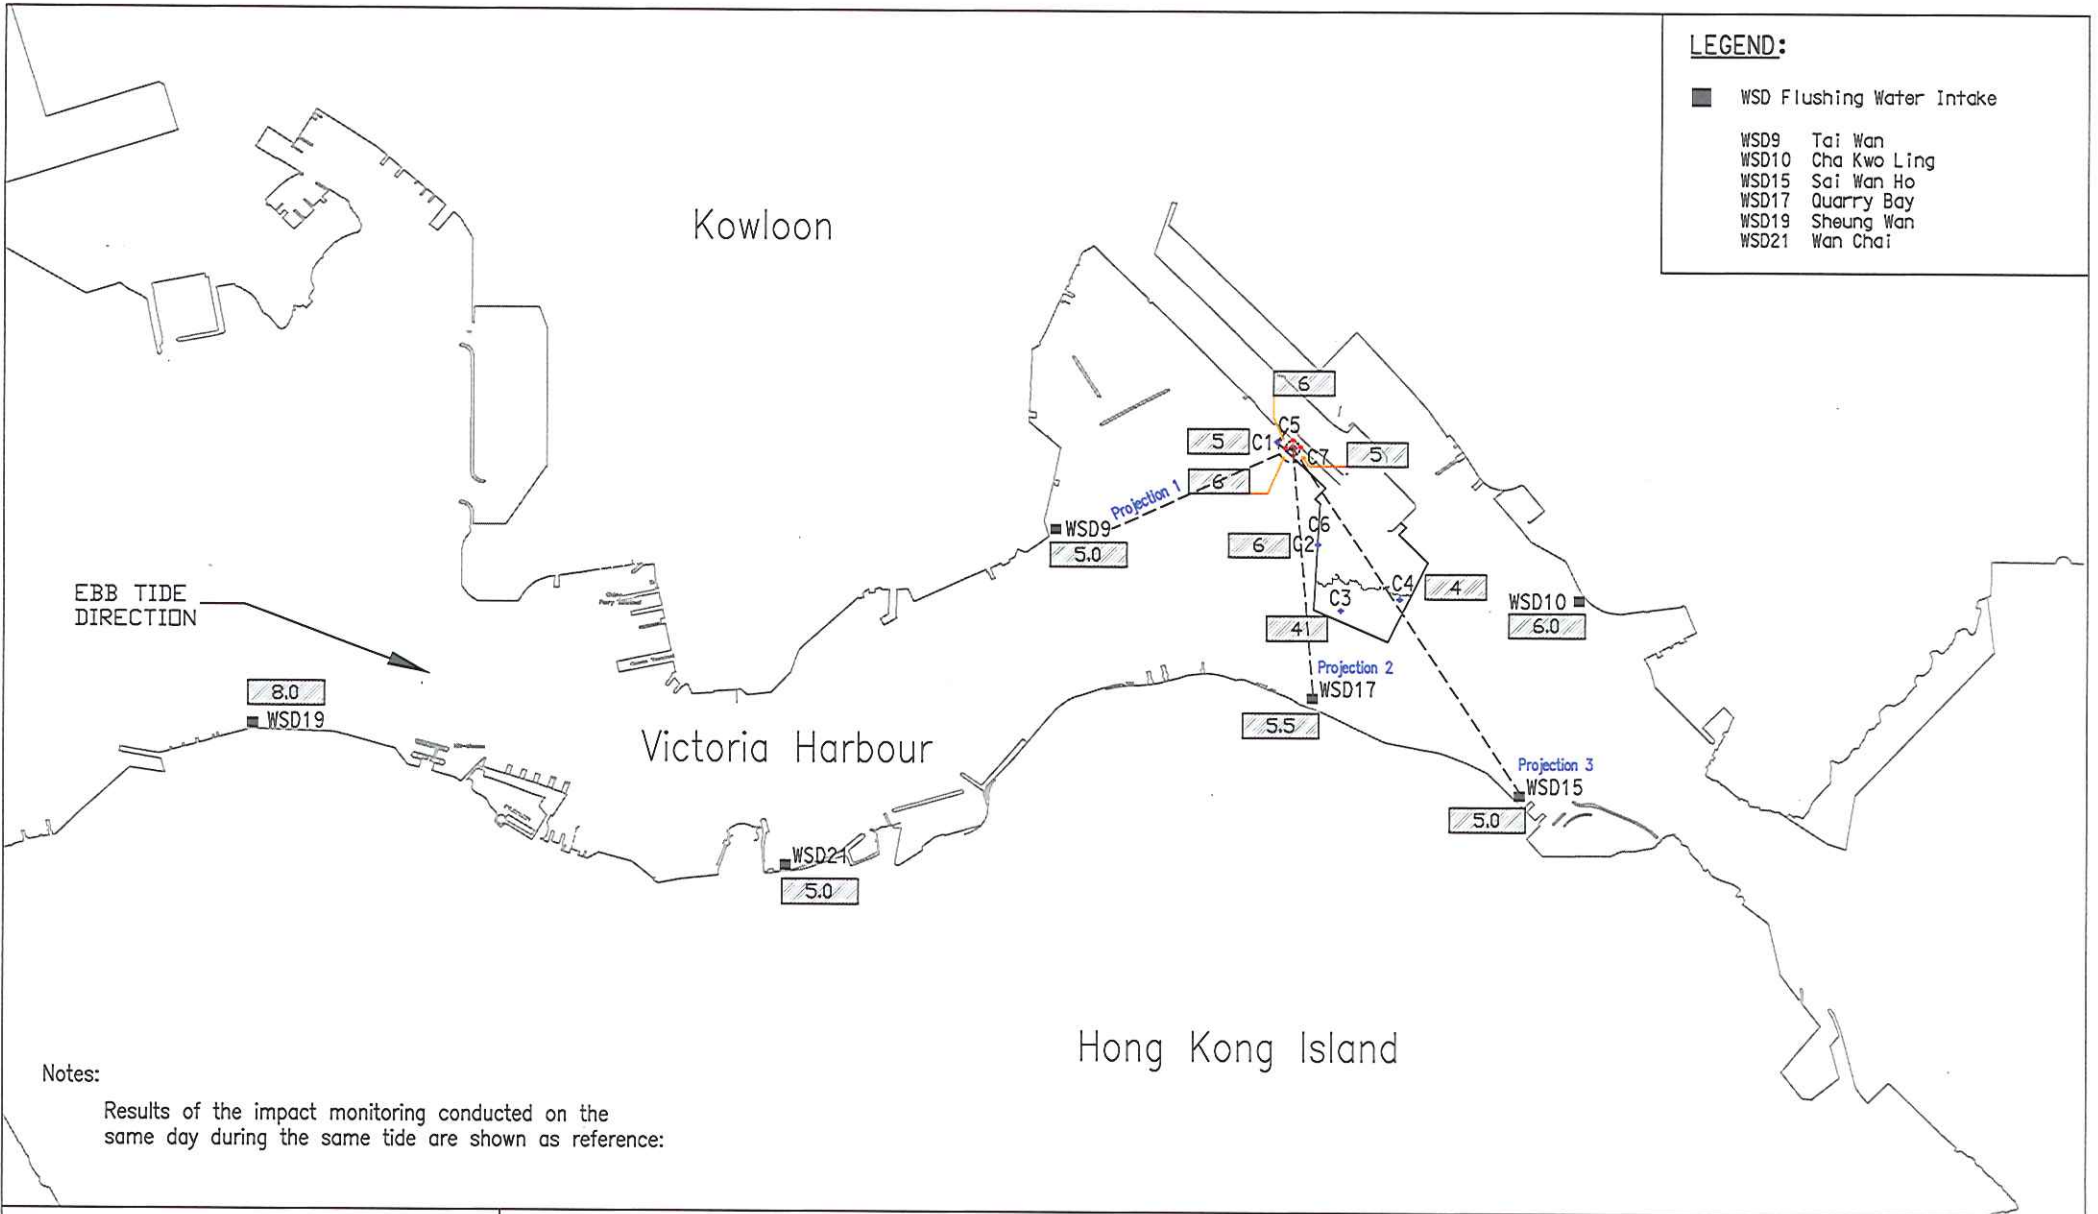 LEGEND:
WSD Flushing Water Intake
WSD9 Tai Wan
WSD10 Cha Kwo Ling
WSD15 Sai Wan Ho
WSD17 Quarry Bay
WSD19 Sheung Wan
WSD21 Wan Chai
Kowloon
6
C5
5
C1
C7
5
6
Projection 1
WSD9
5.0
C6
6
C2
C4
4
C3
41
WSD10
6.0
EBB TIDE
DIRECTION
Projection 2
WSD17
5.5
8.0
WSD19
Victoria Harbour
Projection 3
WSD15
5.0
WSD21
5.0
Hong Kong Island
Notes:
Results of the impact monitoring conducted on the
same day during the same tide are shown as reference: